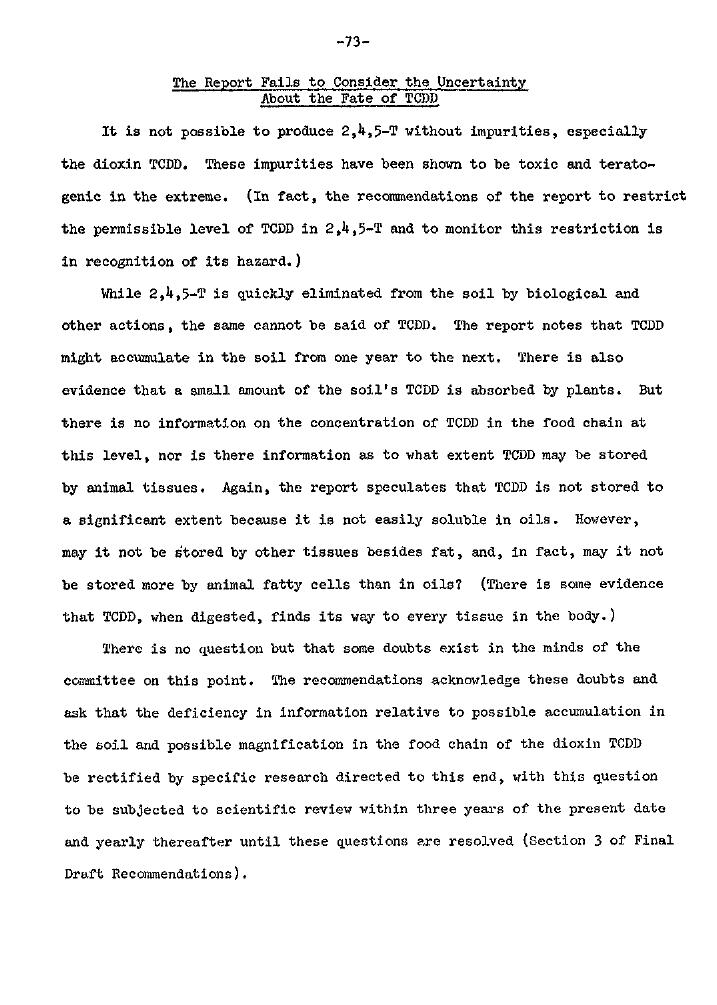 -73-
The Report Fails to Consider the Uncertainty
About the Fate of TCDD
It is not possible to produce 2,4,5-T without impurities, especially
the dioxin TCDD. These impurities have been shown to be toxic and terato-
genic in the extreme. (In fact, the recommendations of the report to restrict
the permissible level of TCDD in 2,4,5-T and to monitor this restriction is
in recognition of its hazard.)
While 2,4,5-T is quickly eliminated from the soil by biological and
other actions, the same cannot be said of TCDD. The report notes that TCDD
might accumulate in the soil from one year to the next. There is also
evidence that a small amount of the soil's TCDD is absorbed by plants. But
there is no information on the concentration of TCDD in the food chain at
this level, nor is there information as to what extent TCDD may be stored
by animal tissues. Again, the report speculates that TCDD is not stored to
a significant extent because it is not easily soluble in oils. However,
may it not be stored by other tissues besides fat, and, in fact, may it not
be stored more by animal fatty cells than in oils? (There is some evidence
that TCDD, when digested, finds its way to every tissue in the body.)
There is no question but that some doubts exist in the minds of the
committee on this point. The recommendations acknowledge these doubts and
ask that the deficiency in information relative to possible accumulation in
the soil and possible magnification in the food chain of the dioxin TCDD
be rectified by specific research directed to this end, with this question
to be subjected to scientific review within three years of the present date
and yearly thereafter until these questions are resolved (Section 3 of Final
Draft Recommendations).